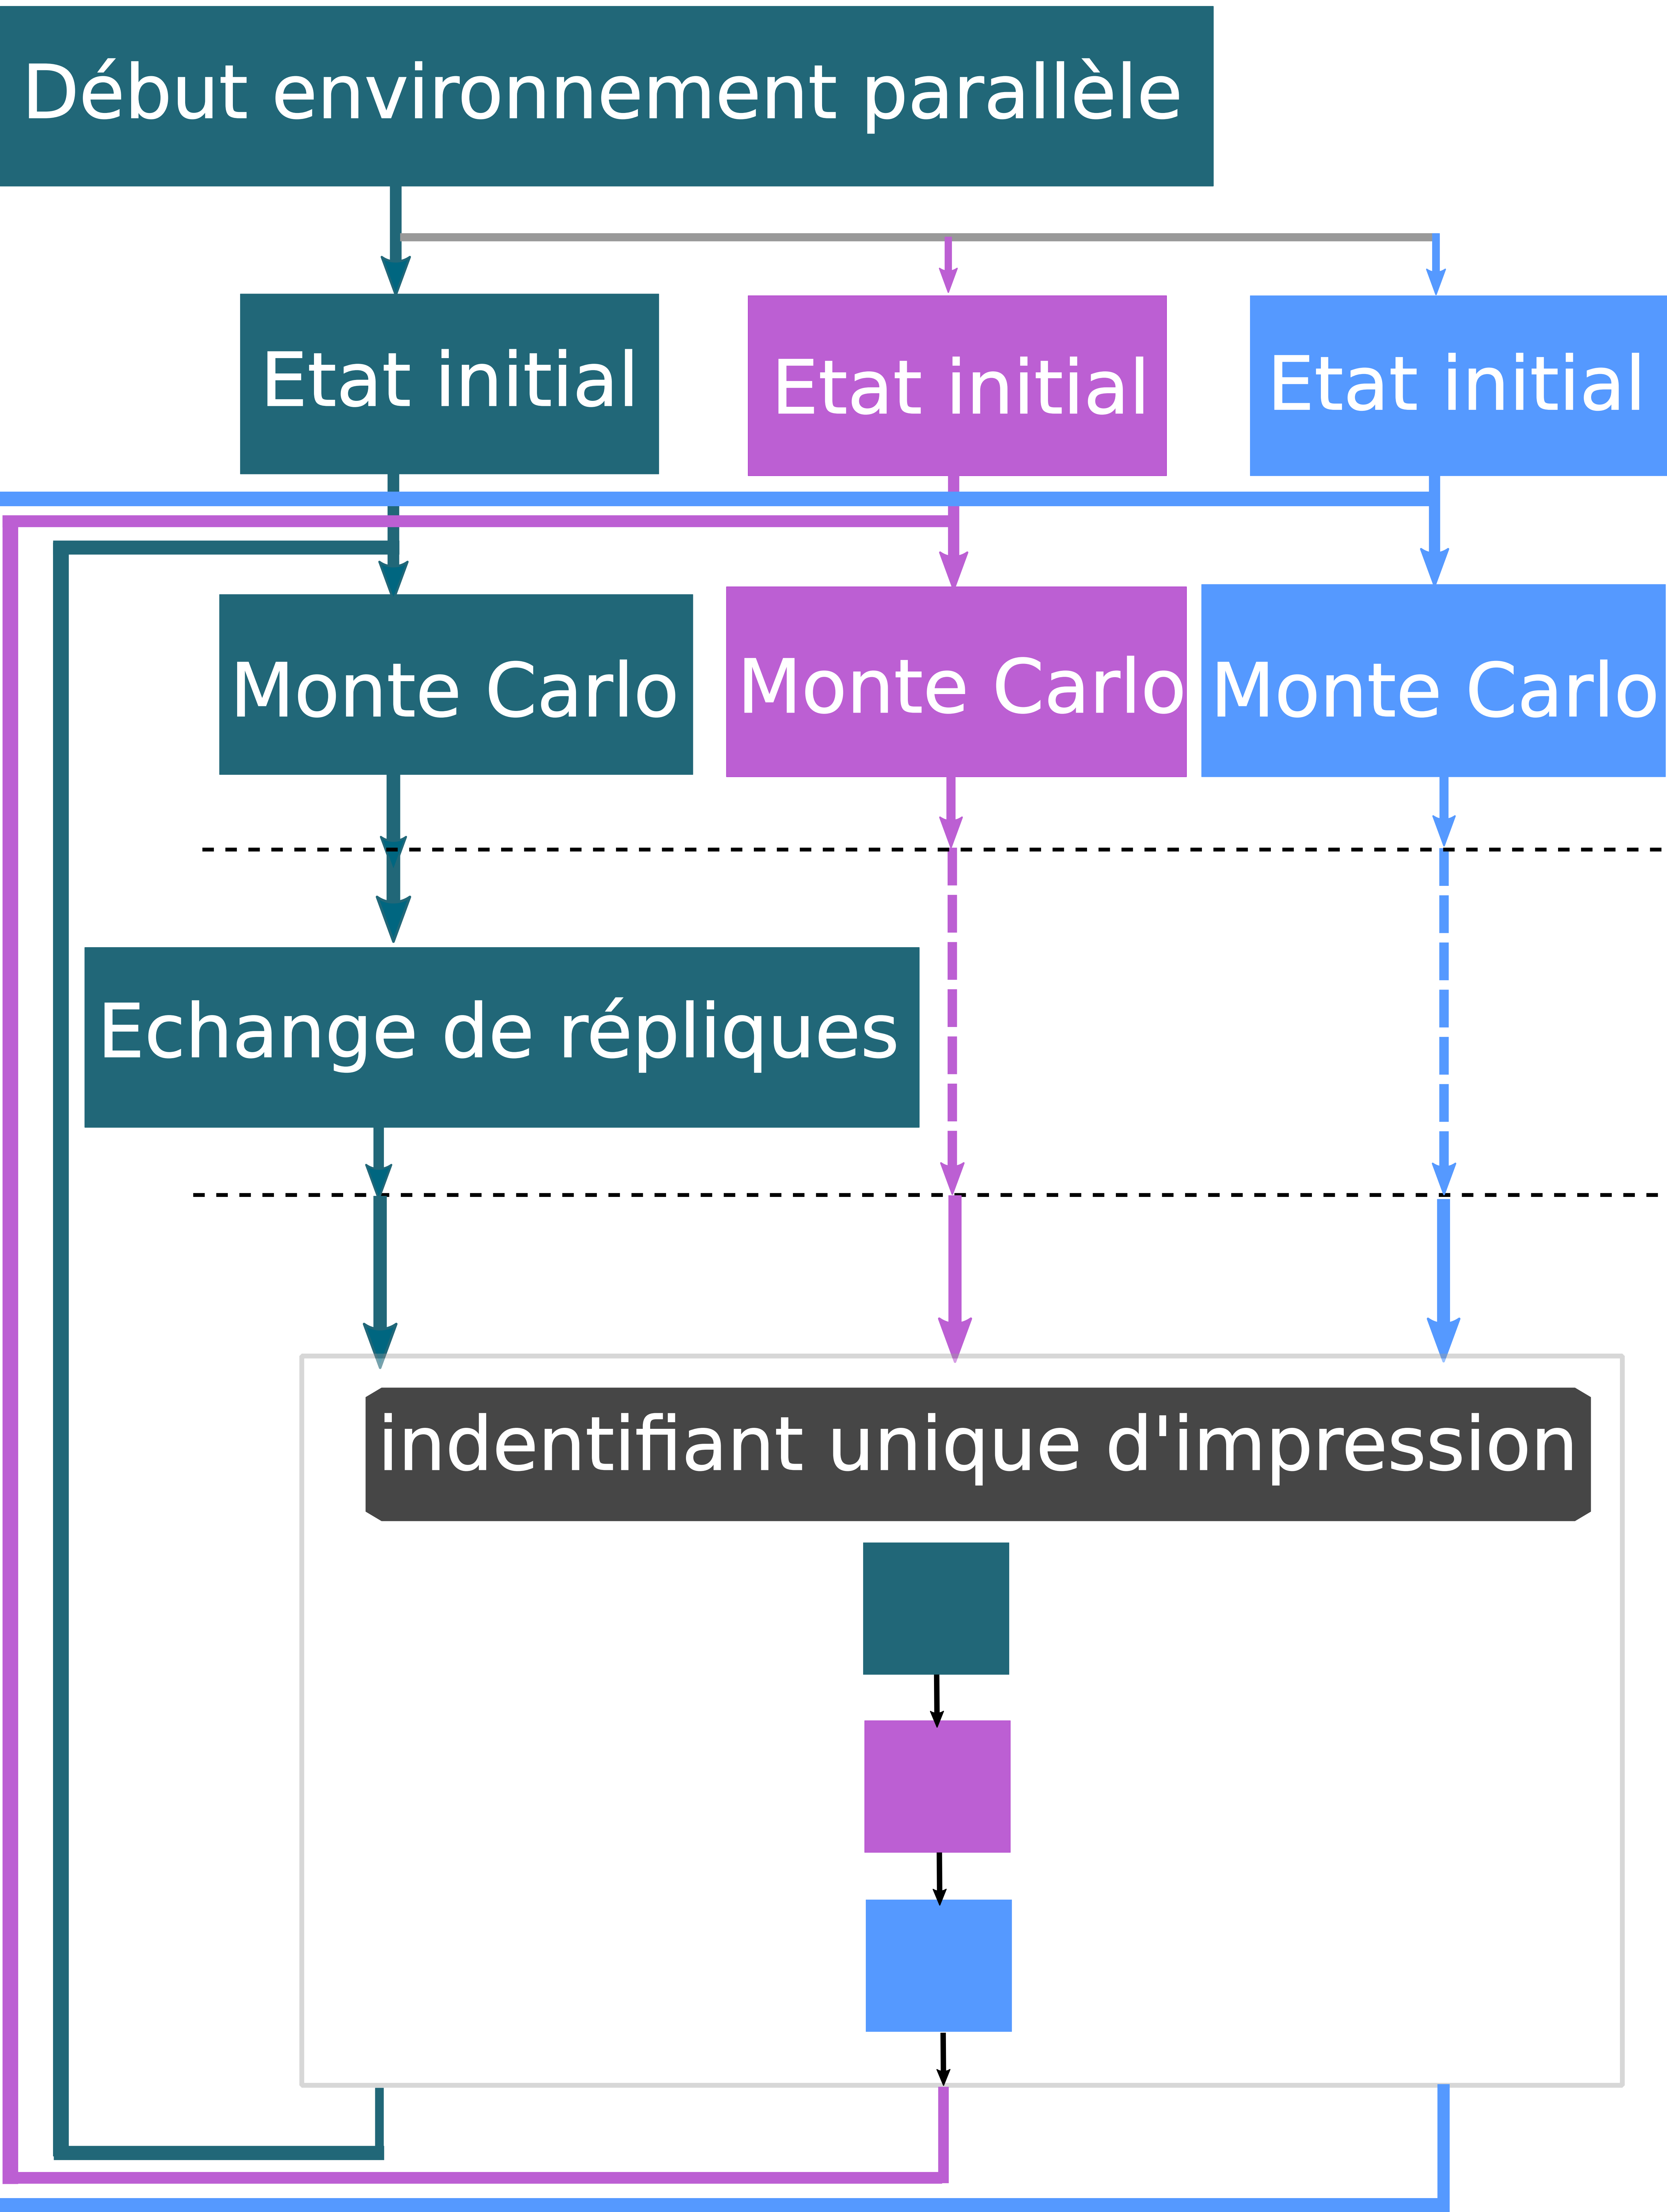 Début environnement parallèle
Etat initial
Etat initial
Etat initial
Monte Carlo
Monte Carlo
Monte Carlo
Echange de répliques
indentifiant unique d'impression